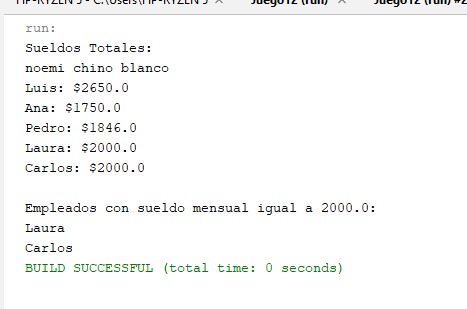 HP-RYZEN 5 - C:\Users\HP-RYZEN 5 × Juego12 (run) × Juego12 (run) #2
run:
Sueldos Totales:
noemi chino blanco
Luis: $2650.0
Ana: $1750.0
Pedro: $1846.0
Laura: $2000.0
Carlos: $2000.0
Empleados con sueldo mensual igual a 2000.0:
Laura
Carlos
BUILD SUCCESSFUL (total time: 0 seconds)